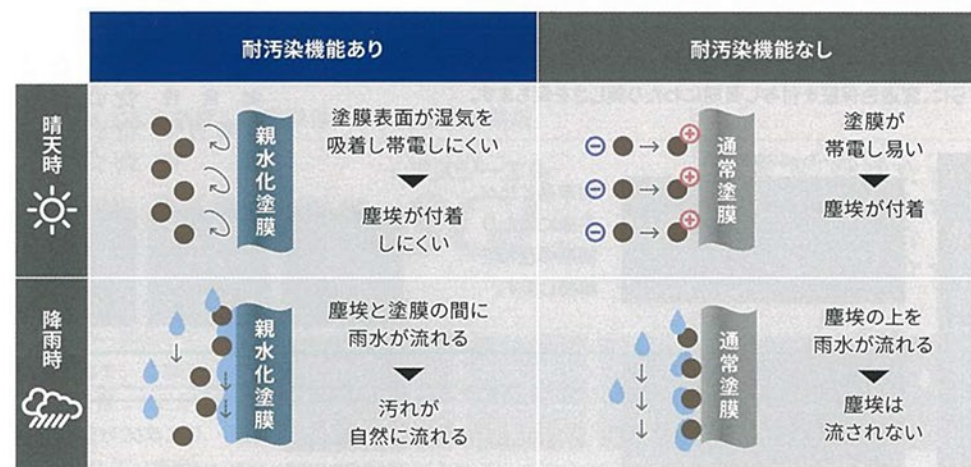 耐汚染機能あり
耐汚染機能なし
晴天時
親水化塗膜
塗膜表面が湿気を
吸着し帯電しにくい
塵埃が付着
しにくい
⊖
⊖
⊖
⊕
⊕
⊕
通常塗膜
塗膜が
帯電し易い
塵埃が付着
降雨時
親水化塗膜
塵埃と塗膜の間に
雨水が流れる
汚れが
自然に流れる
通常塗膜
塵埃の上を
雨水が流れる
塵埃は
流されない